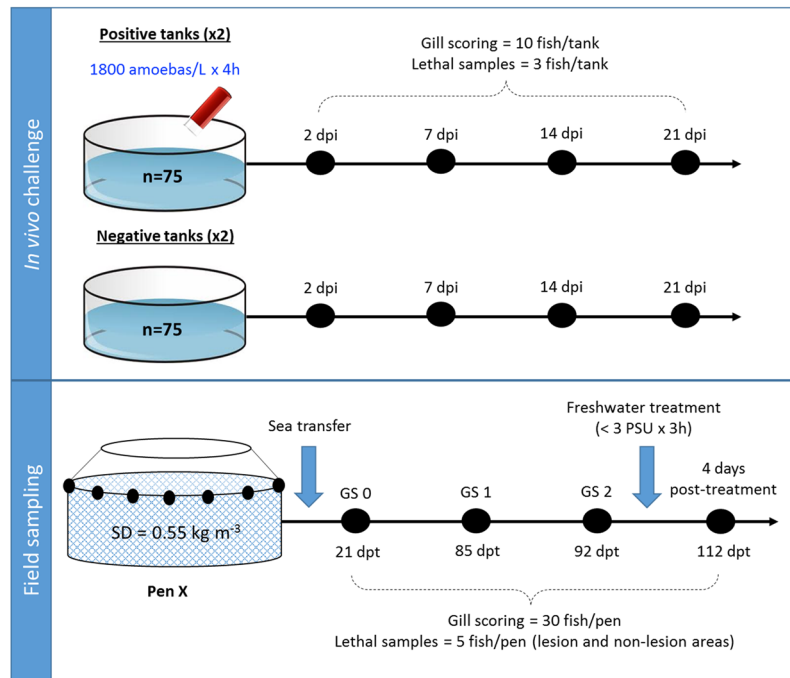 In vivo challenge
Positive tanks (x2)
1800 amoebas/L x 4h
n=75
Gill scoring = 10 fish/tank
Lethal samples = 3 fish/tank
2 dpi
7 dpi
14 dpi
21 dpi
Negative tanks (x2)
n=75
2 dpi
7 dpi
14 dpi
21 dpi
Field sampling
SD = 0.55 kg m⁻³
Pen X
Sea transfer
Freshwater treatment
(< 3 PSU x 3h)
GS 0
GS 1
GS 2
4 days
post-treatment
21 dpt
85 dpt
92 dpt
112 dpt
Gill scoring = 30 fish/pen
Lethal samples = 5 fish/pen (lesion and non-lesion areas)